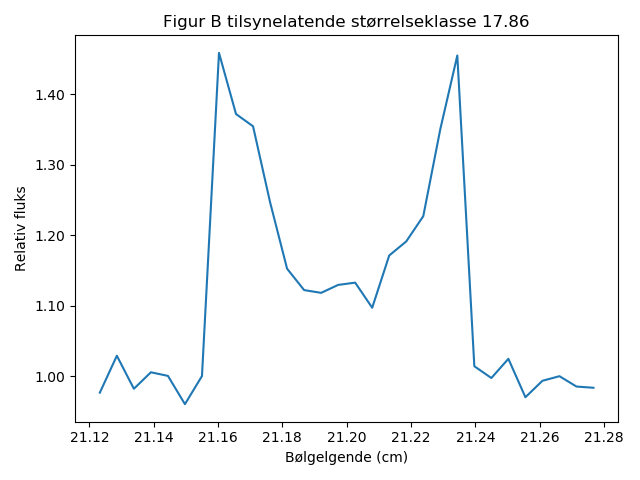 Figur B tilsynelatende størrelseklasse 17.86
1.40
1.30
1.20
1.10
1.00
Relativ fluks
21.12 21.14 21.16 21.18 21.20 21.22 21.24 21.26 21.28
Bølgelgende (cm)